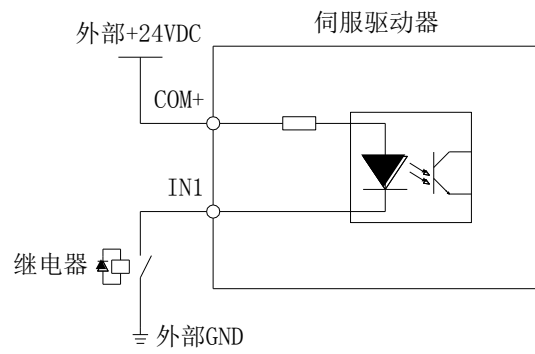 伺服驱动器
外部+24VDC
COM+
IN1
继电器
外部GND